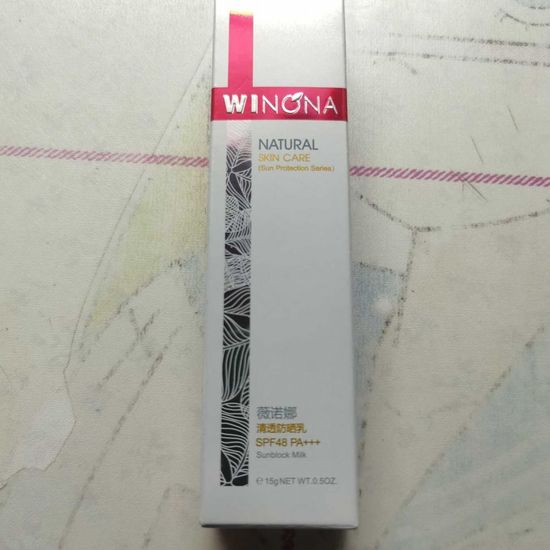 WINONA
NATURAL
SKIN CARE
(Sun Protection Series)
薇诺娜
清透防晒乳
SPF48 PA+++
Sunblock Milk
℮ 15g NET WT. 0.5OZ.